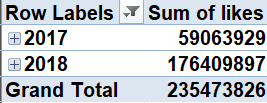 Row Labels Sum of likes
2017 59063929
2018 176409897
Grand Total 235473826